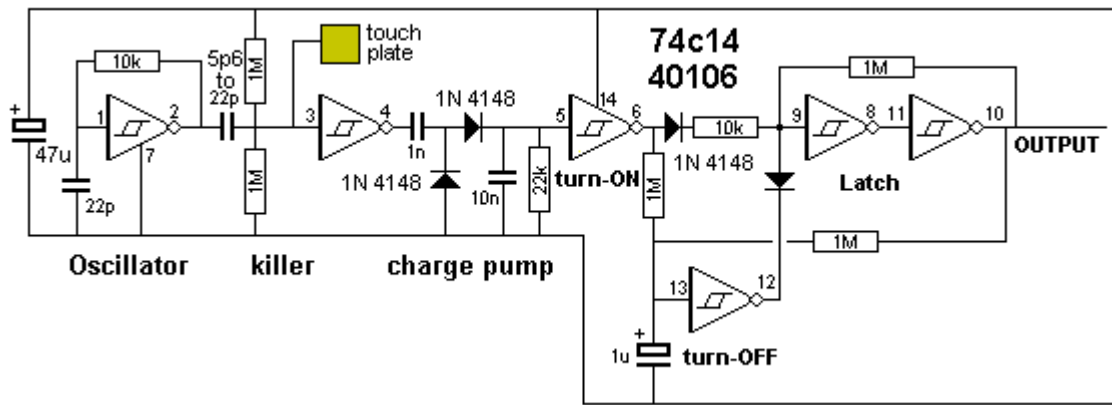 touch
plate
74c14
40106
10k
5p6
to
22p
1M
1M
1
2
7
+
47u
22p
3
4
1n
1N 4148
1N 4148
10n
22k
5
14
6
turn-ON
1M
10k
1N 4148
1M
9
8
11
10
OUTPUT
Latch
1M
Oscillator
killer
charge pump
13
12
+
1u
turn-OFF